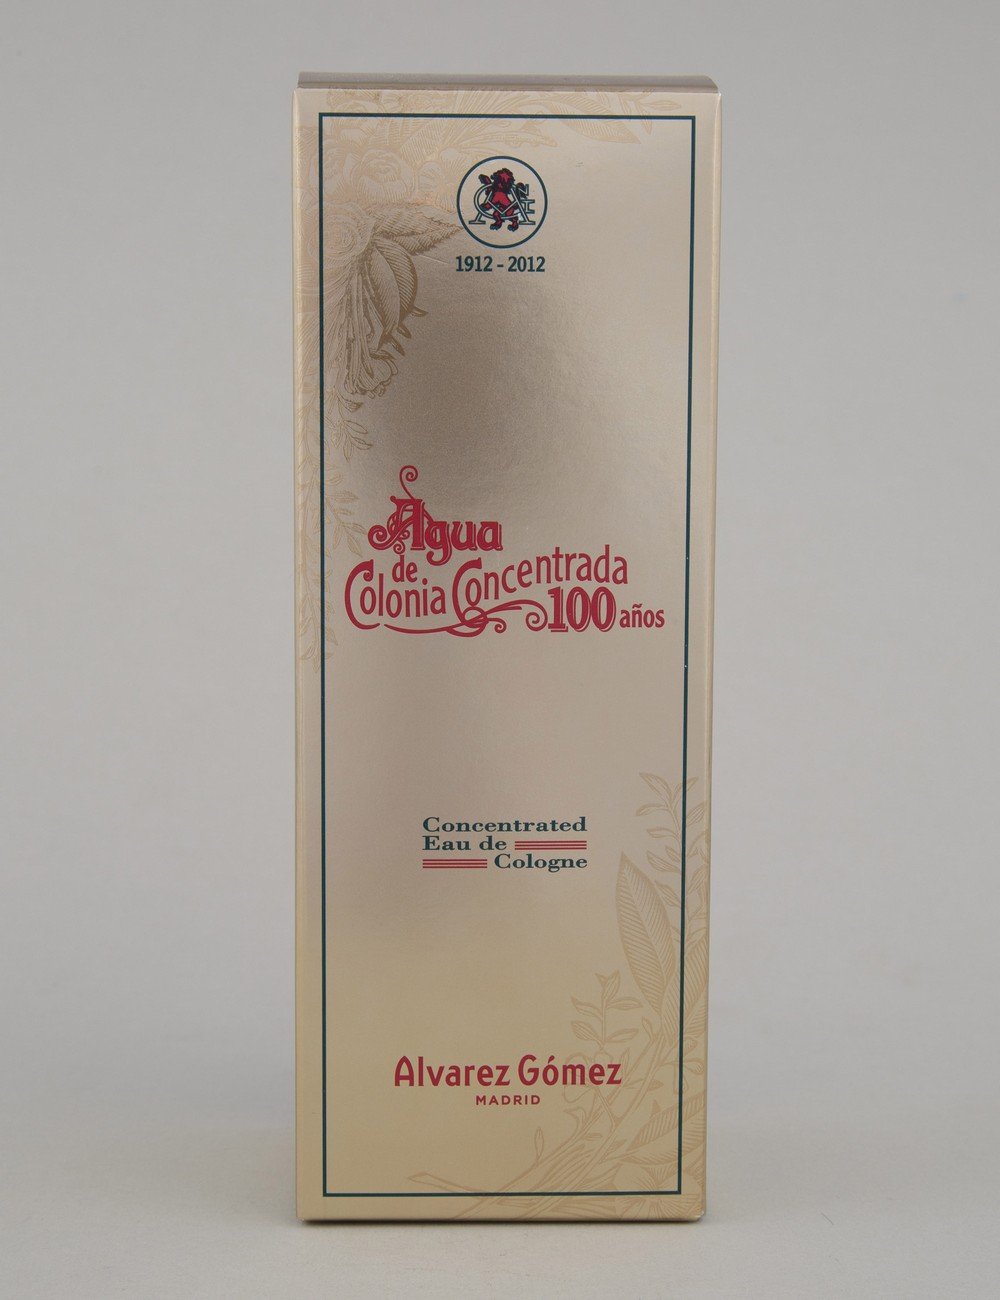 1912 - 2012
Agua
de
Colonia Concentrada
100 años
Concentrated
Eau de
Cologne
Alvarez Gómez
MADRID